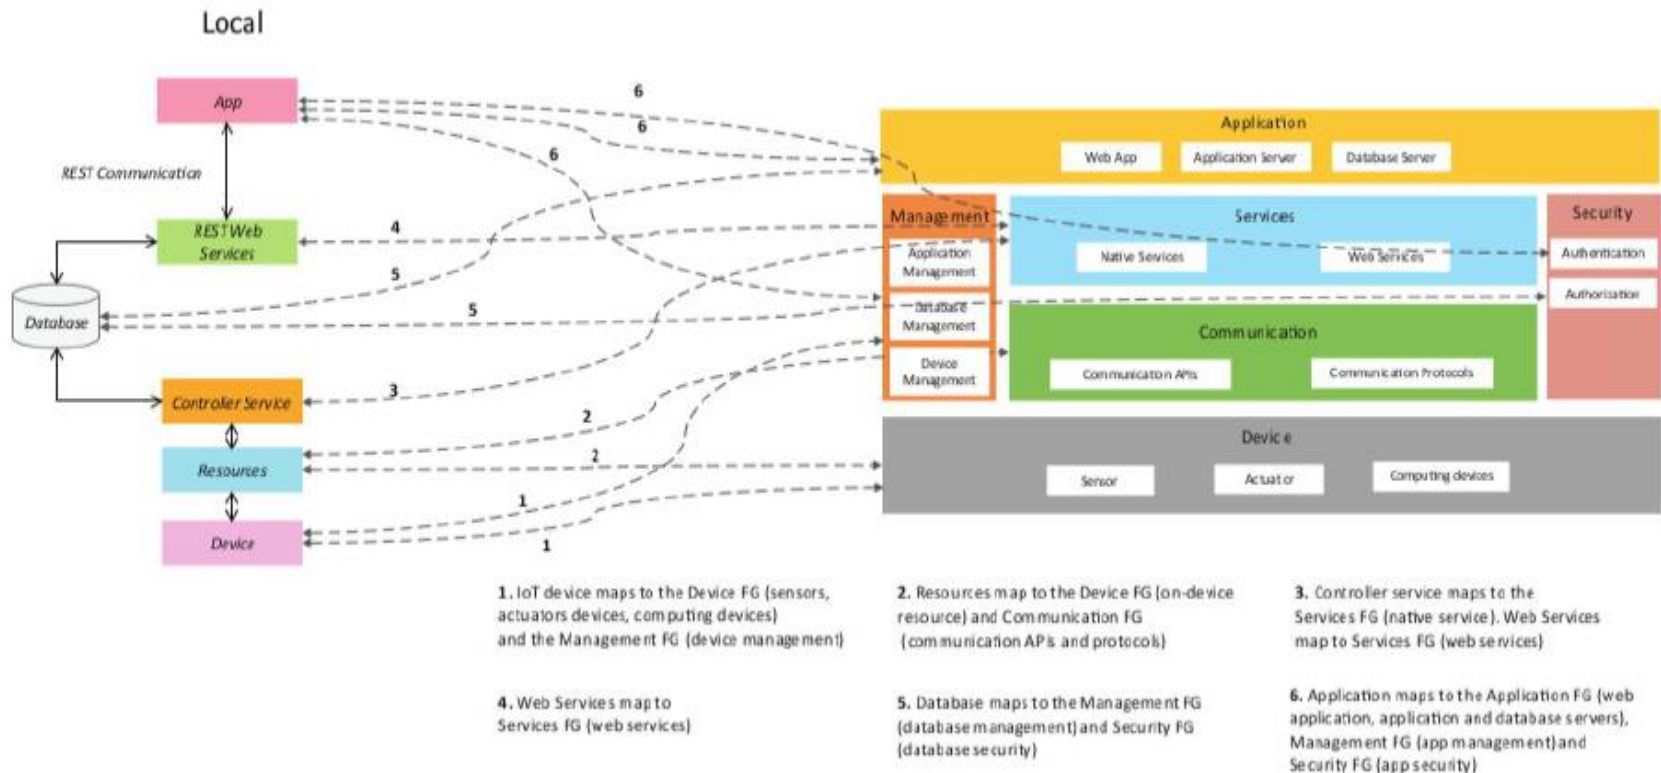 Local
App
REST Communication
REST Web
Services
Database
Controller Service
Resources
Device
6
6
6
4
5
5
3
2
2
1
1
Application
Web App
Application Server
Database Server
Management
Application
Management
Database
Management
Device
Management
Services
Native Services
Web Services
Security
Authentication
Authorization
Communication
Communication APIs
Communication Protocols
Device
Sensor
Actuator
Computing devices
1. IoT device maps to the Device FG (sensors,
actuators devices, computing devices)
and the Management FG (device management)
2. Resources map to the Device FG (on-device
resource) and Communication FG
(communication APIs and protocols)
3. Controller service maps to the
Services FG (native service). Web Services
map to Services FG (web services)
4. Web Services map to
Services FG (web services)
5. Database maps to the Management FG
(database management) and Security FG
(database security)
6. Application maps to the Application FG (web
application, application and database servers),
Management FG (app management) and
Security FG (app security)